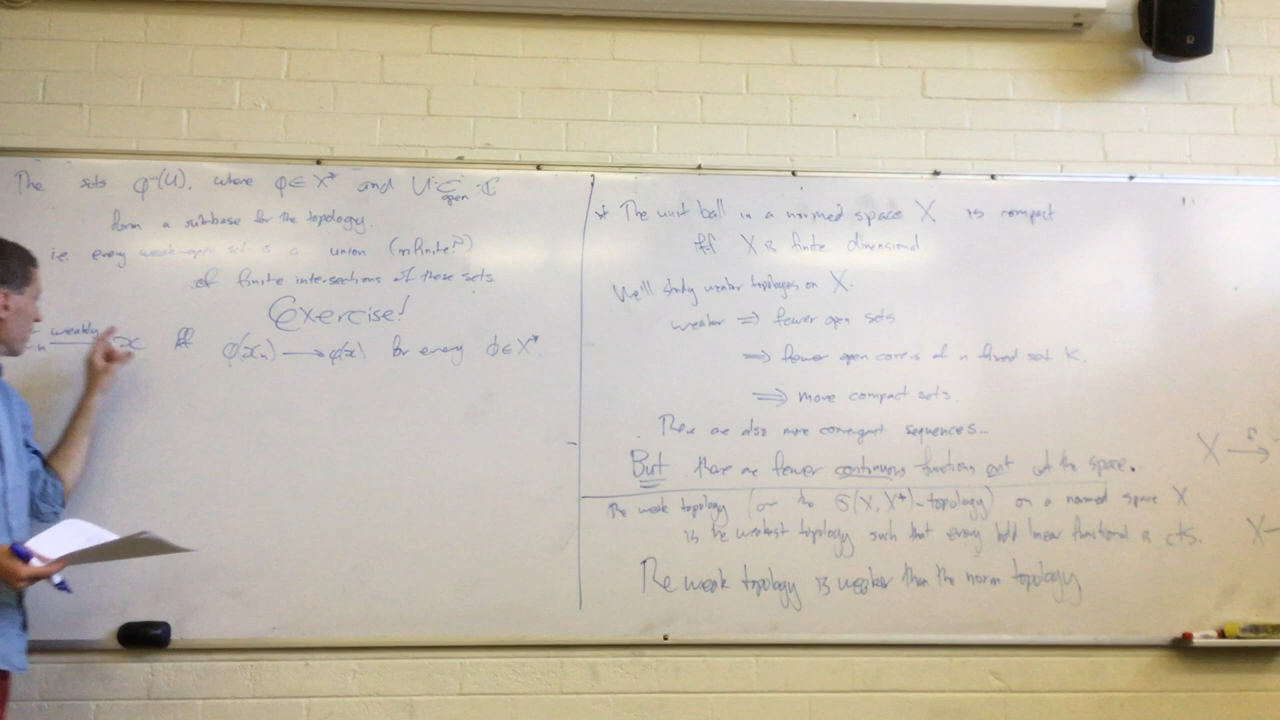 The sets φ⁻¹(U), where φ ∈ X* and U ⊆ ℂ
open
form a subbase for the topology.
i.e. every weak-open set is a union (infinite?)
of finite intersections of these sets
Exercise!
weakly x iff φ(xₙ) → φ(x) for every φ ∈ X*.
* The unit ball in a normed space X is compact
iff X is finite dimensional
We'll study weaker topologies on X.
weaker ⇒ fewer open sets
⇒ fewer open covers of a fixed set K.
⇒ more compact sets.
There are also more convergent sequences...
But there are fewer continuous functions out of the space.
X →
The weak topology (or the σ(X, X*)-topology) on a normed space X
is the weakest topology such that every bdd linear functional is cts.
X
The weak topology is weaker than the norm topology